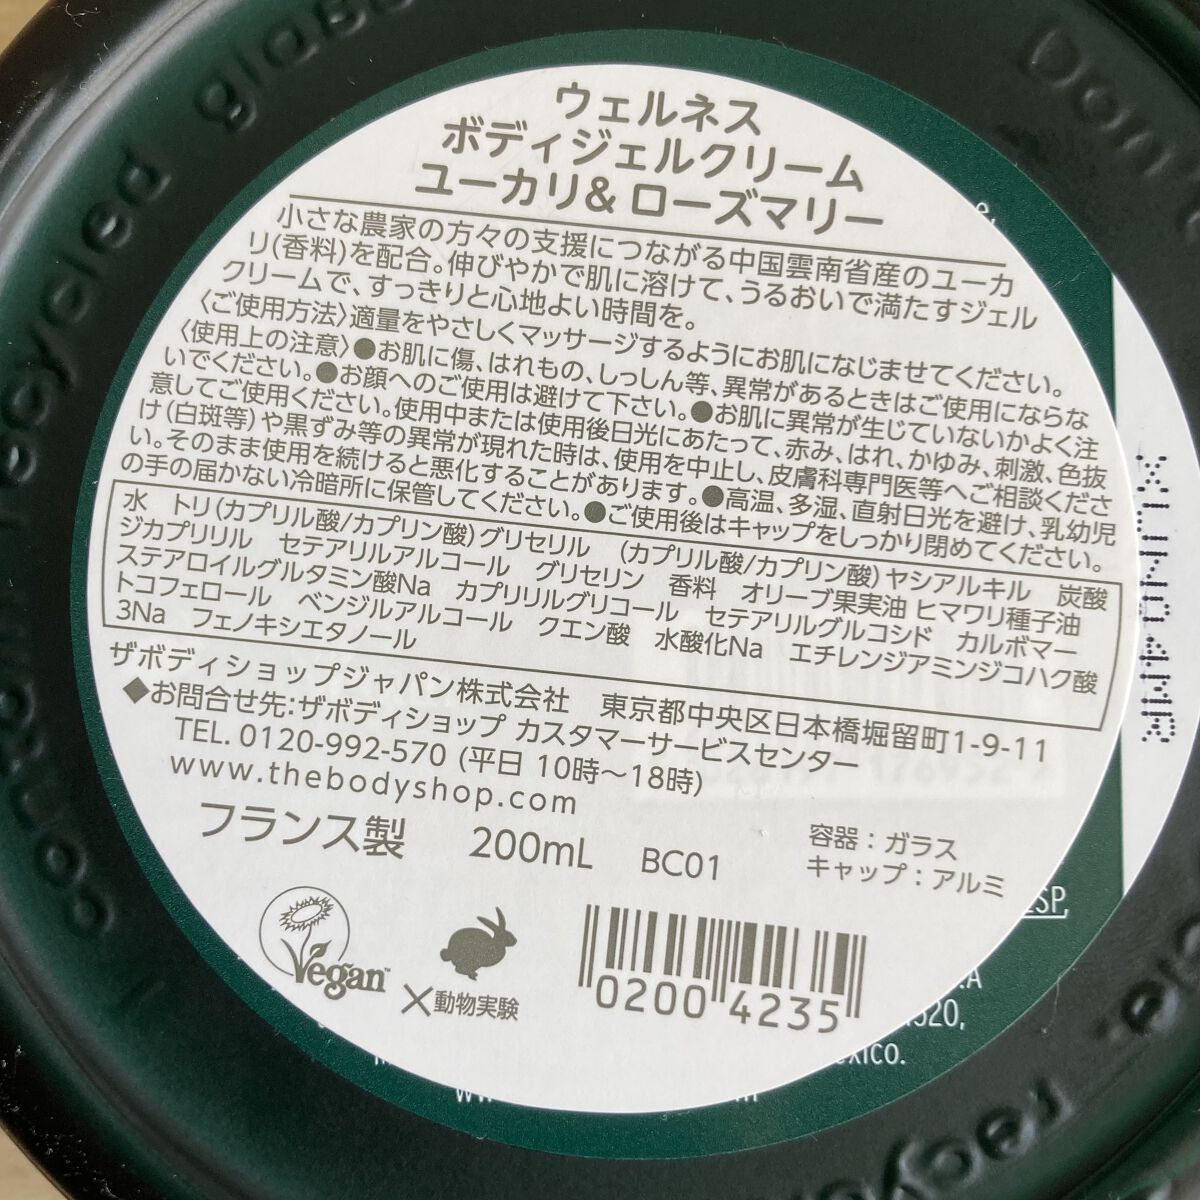 ウェルネス
ボディジェルクリーム
ユーカリ& ローズマリー
小さな農家の方々の支援につながる中国雲南省産のユーカ
リ(香料)を配合。伸びやかで肌に溶けて、うるおいで満たすジェル
クリームで、すっきりと心地よい時間を。
〈ご使用方法〉適量をやさしくマッサージするようにお肌になじませてください。
〈使用上の注意〉●お肌に傷、はれもの、しっしん等、異常があるときはご使用にならな
いでください。●お顔へのご使用は避けて下さい。●お肌に異常が生じていないかよく注
意してご使用ください。使用中または使用後日光にあたって、赤み、はれ、かゆみ、刺激、色抜
け(白斑等)や黒ずみ等の異常が現れた時は、使用を中止し、皮膚科専門医等へご相談くださ
い。そのまま使用を続けると悪化することがあります。●高温、多湿、直射日光を避け、乳幼児
の手の届かない冷暗所に保管してください。●ご使用後はキャップをしっかり閉めてください。
水 トリ(カプリル酸/カプリン酸)グリセリル (カプリル酸/カプリン酸)ヤシアルキル 炭酸
ジカプリリル セテアリルアルコール グリセリン 香料 オリーブ果実油 ヒマワリ種子油
ステアロイルグルタミン酸Na カプリリルグリコール セテアリルグルコシド カルボマー
トコフェロール ベンジルアルコール クエン酸 水酸化Na エチレンジアミンジコハク酸
3Na フェノキシエタノール
ザボディショップジャパン株式会社 東京都中央区日本橋堀留町1-9-11
◆お問合せ先:ザボディショップ カスタマーサービスセンター
TEL. 0120-992-570 (平日 10時〜18時)
www.thebodyshop.com
フランス製 200mL BC01
容器：ガラス
キャップ：アルミ
Vegan™
×動物実験
0200 4235
I contain recycled glass
Don
recy